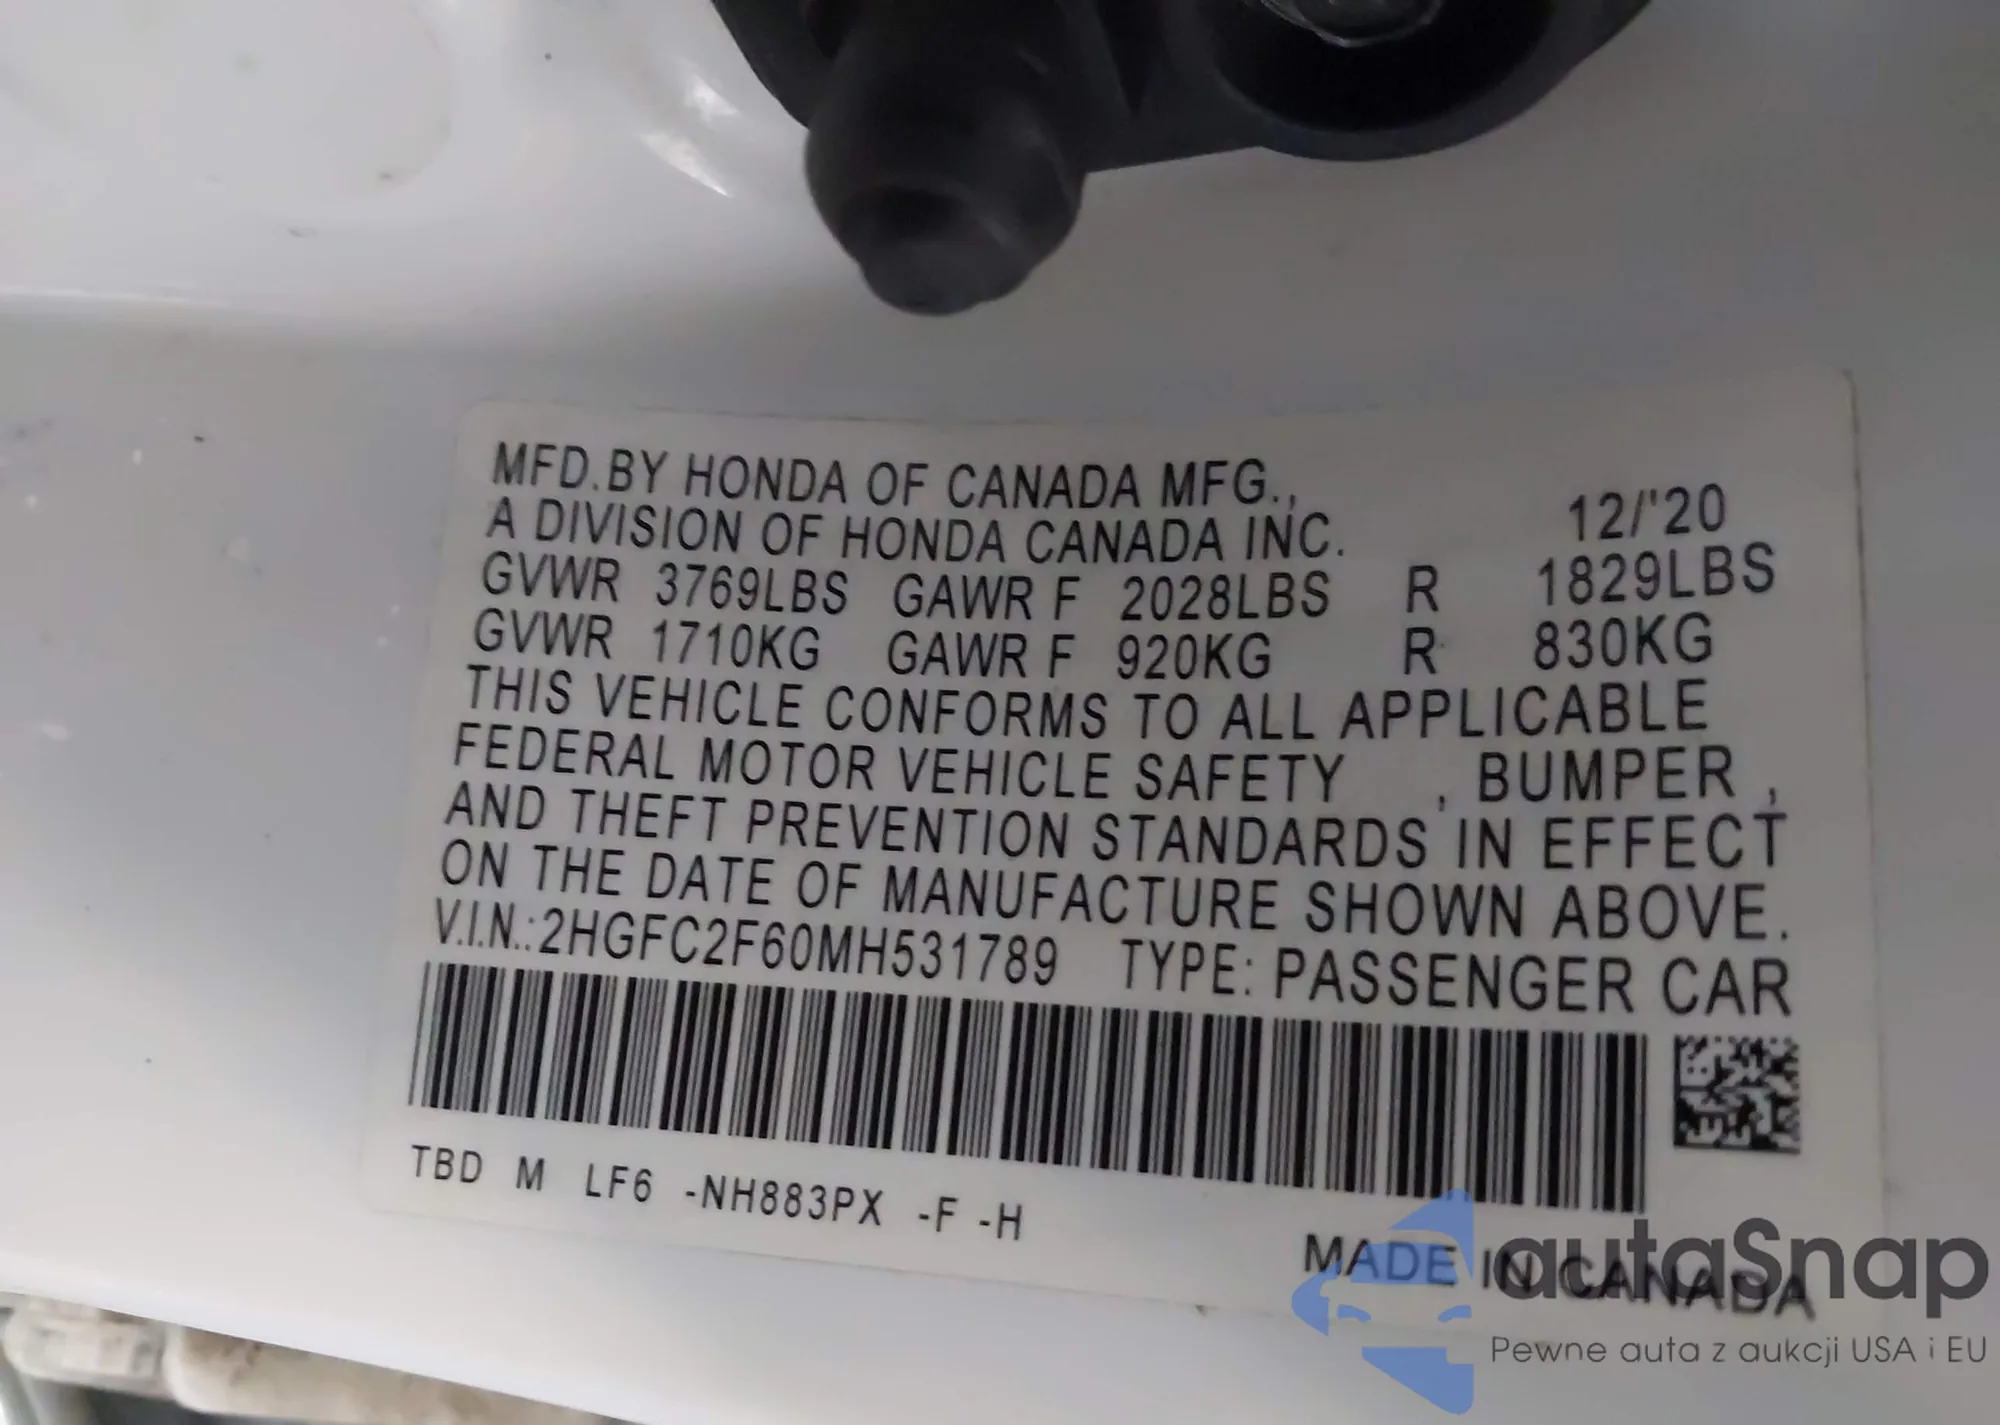 MFD.BY HONDA OF CANADA MFG.,
A DIVISION OF HONDA CANADA INC. 12/'20
GVWR 3769LBS GAWR F 2028LBS R 1829LBS
GVWR 1710KG GAWR F 920KG R 830KG
THIS VEHICLE CONFORMS TO ALL APPLICABLE
FEDERAL MOTOR VEHICLE SAFETY , BUMPER ,
AND THEFT PREVENTION STANDARDS IN EFFECT
ON THE DATE OF MANUFACTURE SHOWN ABOVE.
V.I.N.:2HGFC2F60MH531789 TYPE: PASSENGER CAR
TBD M LF6 -NH883PX -F -H
MADE IN CANADA
autoSnap
Pewne auta z aukcji USA i EU